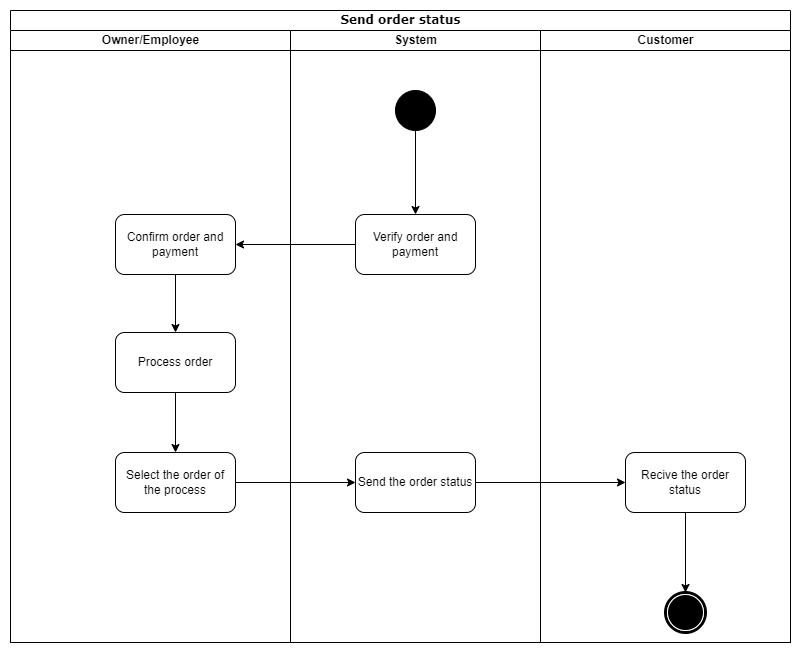 Send order status
Owner/Employee
System
Customer
Confirm order and
payment
Verify order and
payment
Process order
Select the order of
the process
Send the order status
Recive the order
status